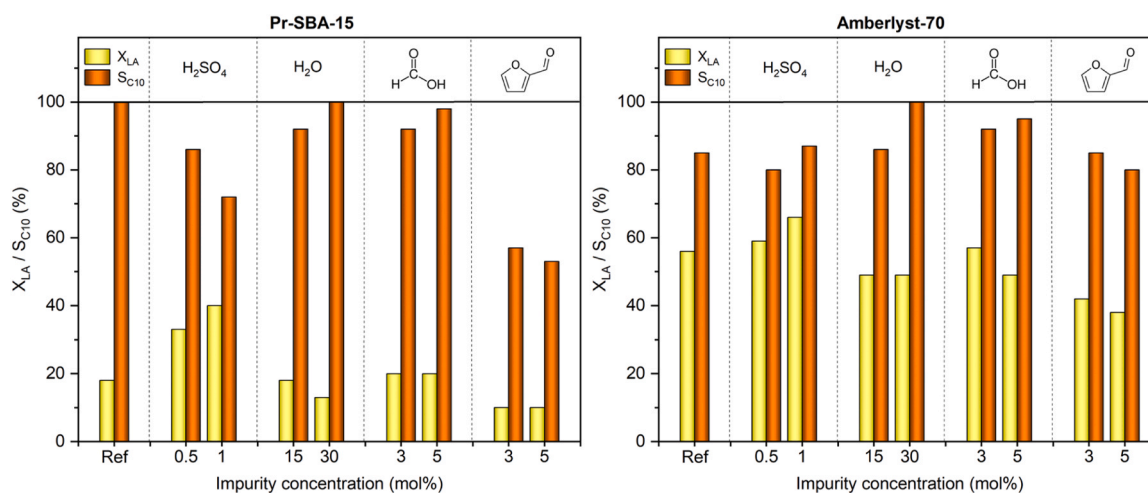 Pr-SBA-15
X_LA
S_C10
H₂SO₄
H₂O
O
H OH
O
O
X_LA / S_C10 (%)
100
80
60
40
20
0
Ref 0.5 1 15 30 3 5 3 5
Impurity concentration (mol%)
Amberlyst-70
X_LA
S_C10
H₂SO₄
H₂O
O
H OH
O
O
X_LA / S_C10 (%)
100
80
60
40
20
0
Ref 0.5 1 15 30 3 5 3 5
Impurity concentration (mol%)